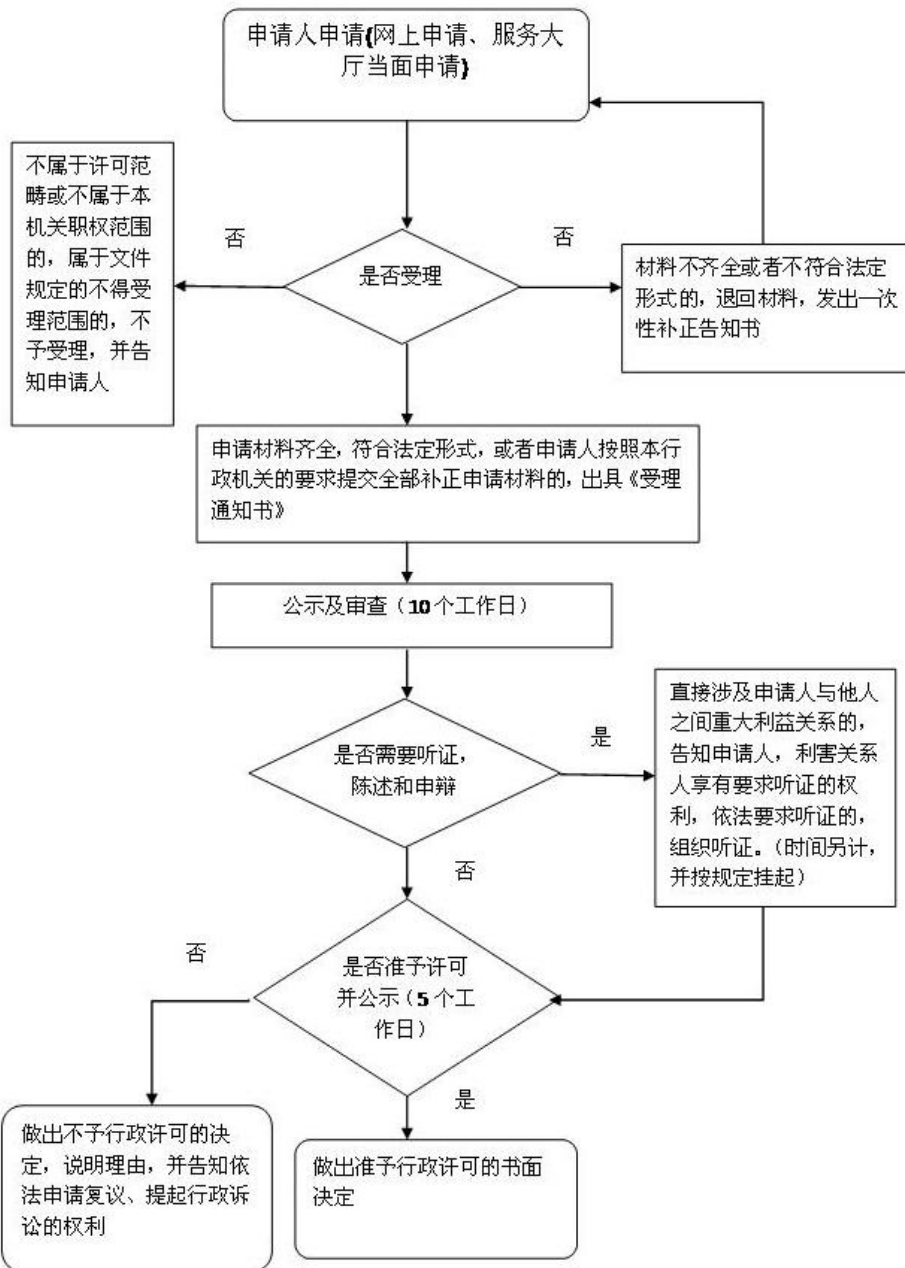 申请人申请(网上申请、服务大
厅当面申请)
不属于许可范
畴或不属于本
机关职权范围
的，属于文件
规定的不得受
理范围的，不
予受理，并告
知申请人
否
是否受理
否
材料不齐全或者不符合法定
形式的，退回材料，发出一次
性补正告知书
申请材料齐全，符合法定形式，或者申请人按照本行
政机关的要求提交全部补正申请材料的，出具《受理
通知书》
公示及审查（10个工作日）
是否需要听证，
陈述和申辩
是
直接涉及申请人与他人
之间重大利益关系的，
告知申请人，利害关系
人享有要求听证的权
利，依法要求听证的，
组织听证。（时间另计，
并按规定挂起）
否
是否准予许可
并公示（5个工
作日）
否
是
做出不予行政许可的决
定，说明理由，并告知依
法申请复议、提起行政诉
讼的权利
做出准予行政许可的书面
决定